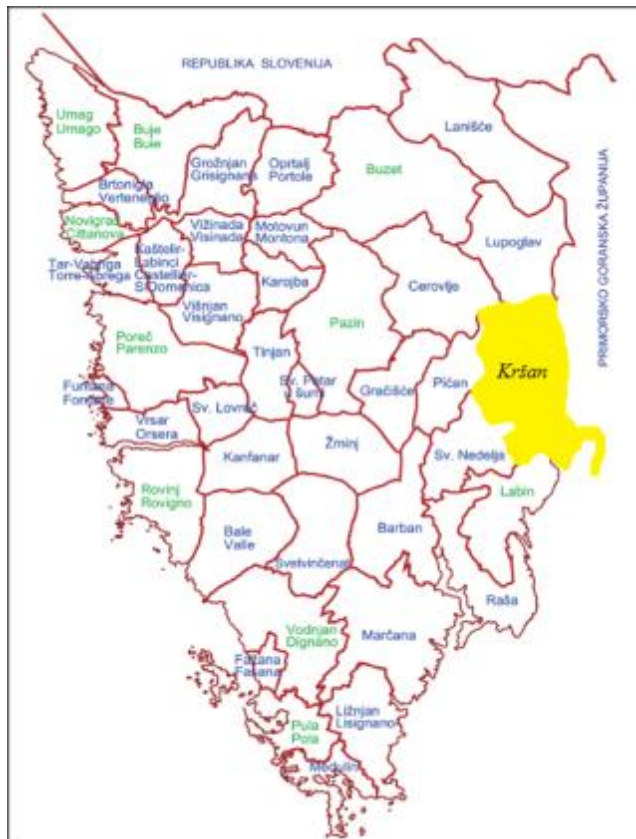 REPUBLIKA SLOVENIJA
Umag
Umago
Buje
Buie
Lanišće
Grožnjan
Grisignana
Oprtalj
Portole
Buzet
Brtonigla
Verteneglio
PRIMORSKO GORANSKA ŽUPANIJA
Novigrad
Cittanova
Vižinada
Visinada
Motovun
Montona
Lupoglav
Kaštelir-
Labinci
Castellier-
S.Domenica
Tar-Vabriga
Torre-Abrega
Karojba
Cerovlje
Višnjan
Visignano
Pazin
Poreč
Parenzo
Tinjan
Kršan
Sv. Petar
u šumi
Gračišće
Pićan
Funtana
Fontane
Sv. Lovreč
Vrsar
Orsera
Kanfanar
Žminj
Sv. Nedelja
Rovinj
Rovigno
Labin
Bale
Valle
Barban
Svetvinčenat
Raša
Vodnjan
Dignano
Marčana
Fažana
Fasana
Ližnjan
Lisignano
Pula
Pola
Medulin